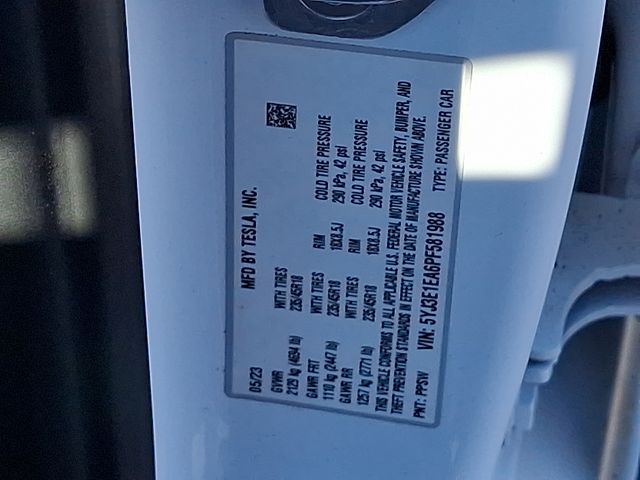 MFD BY TESLA, INC.
05/23
GVWR WITH TIRES RIM COLD TIRE PRESSURE
2129 kg (4694 lb) 235/45R18 18X8.5J 290 kPa, 42 psi
GAWR FRT WITH TIRES RIM COLD TIRE PRESSURE
1110 kg (2447 lb) 235/45R18 18X8.5J 290 kPa, 42 psi
GAWR RR
1257 kg (2771 lb)
THIS VEHICLE CONFORMS TO ALL APPLICABLE U.S. FEDERAL MOTOR VEHICLE SAFETY, BUMPER, AND
THEFT PREVENTION STANDARDS IN EFFECT ON THE DATE OF MANUFACTURE SHOWN ABOVE.
VIN: 5YJ3E1EA6PF581988
PNT: PPSW TYPE: PASSENGER CAR